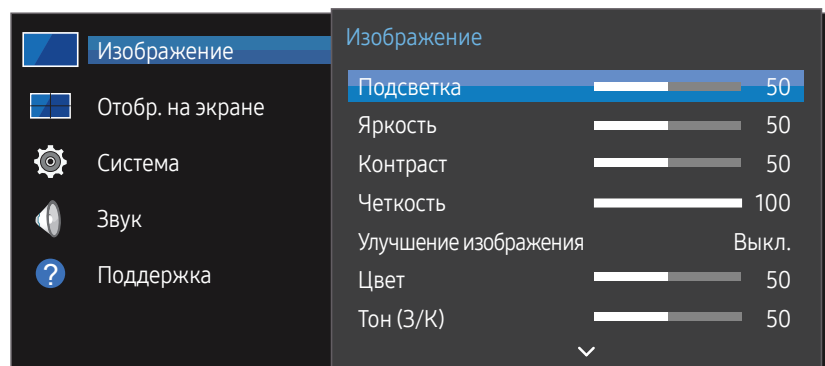 Изображение
Отобр. на экране
Система
Звук
Поддержка
Изображение
Подсветка 50
Яркость 50
Контраст 50
Четкость 100
Улучшение изображения Выкл.
Цвет 50
Тон (З/К) 50